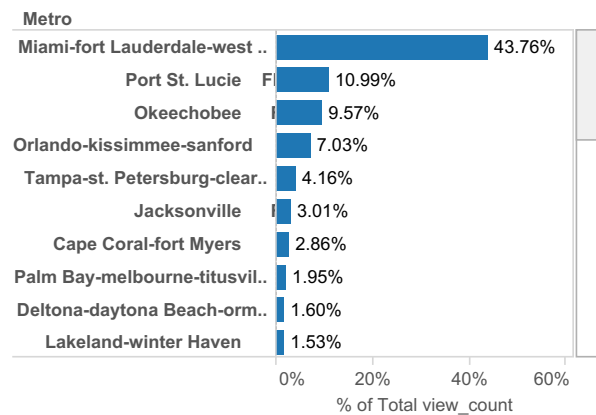 Metro
Miami-fort Lauderdale-west .. 43.76%
Port St. Lucie 10.99%
Okeechobee 9.57%
Orlando-kissimmee-sanford 7.03%
Tampa-st. Petersburg-clear.. 4.16%
Jacksonville 3.01%
Cape Coral-fort Myers 2.86%
Palm Bay-melbourne-titusvil.. 1.95%
Deltona-daytona Beach-orm.. 1.60%
Lakeland-winter Haven 1.53%
0% 20% 40% 60%
% of Total view_count